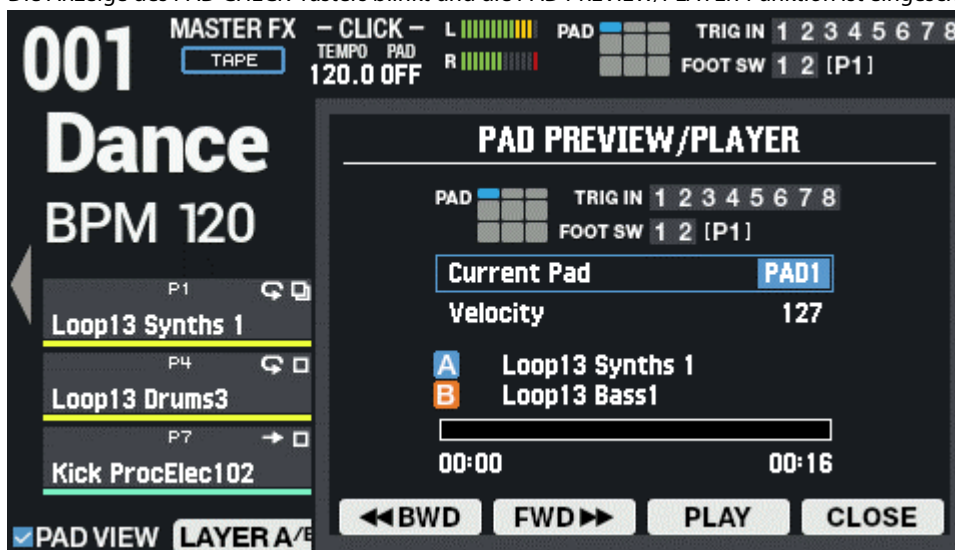 Die Anzeige des PAD CHECK-Tasters blinkt und die PAD PREVIEW/PLAYER-Funktion ist
001
MASTER FX
TAPE
– CLICK –
TEMPO PAD
120.0 OFF
L
R
PAD
TRIG IN 1 2 3 4 5 6 7 8
FOOT SW 1 2 [P1]
Dance
BPM 120
P1
Loop13 Synths 1
P4
Loop13 Drums3
P7
Kick ProcElec102
PAD VIEW
LAYER A/B
PAD PREVIEW/PLAYER
PAD
TRIG IN 1 2 3 4 5 6 7 8
FOOT SW 1 2 [P1]
Current Pad PAD1
Velocity 127
A Loop13 Synths 1
B Loop13 Bass1
00:00 00:16
◀◀BWD FWD▶▶ PLAY CLOSE